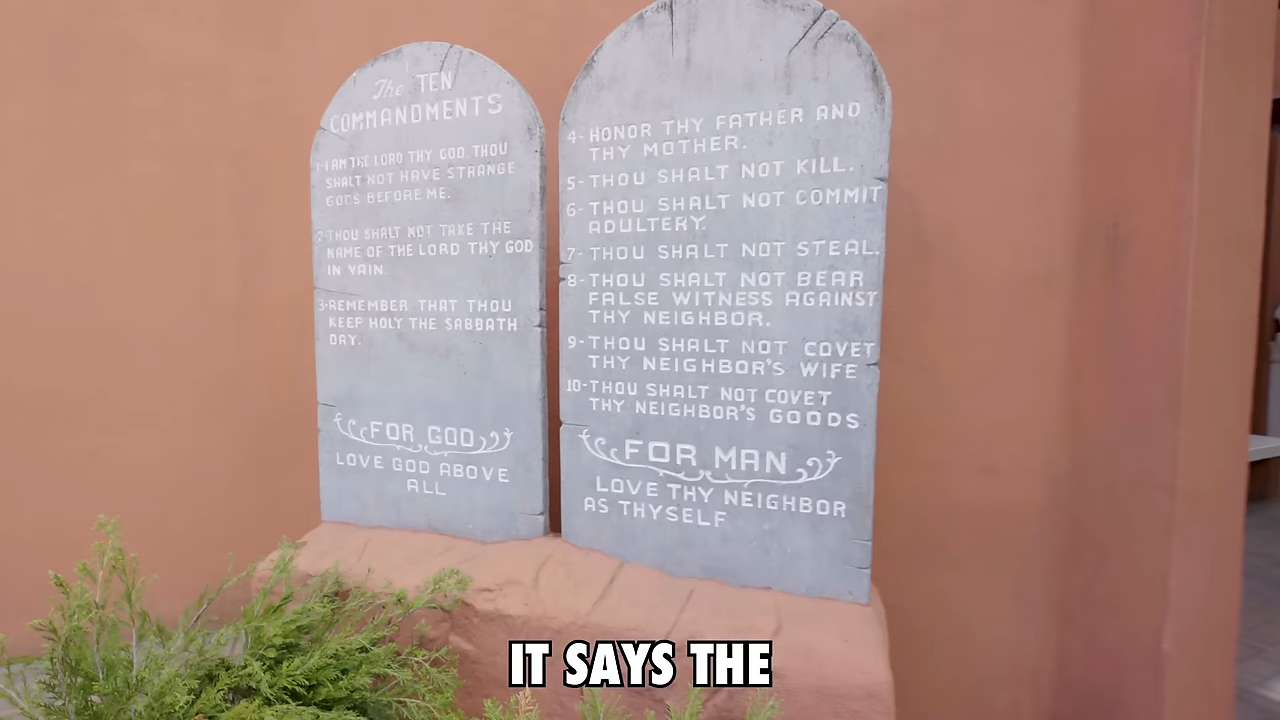 The TEN
COMMANDMENTS
1-I AM THE LORD THY GOD. THOU
SHALT NOT HAVE STRANGE
GODS BEFORE ME.
2-THOU SHALT NOT TAKE THE
NAME OF THE LORD THY GOD
IN VAIN.
3-REMEMBER THAT THOU
KEEP HOLY THE SABBATH
DAY.
FOR GOD
LOVE GOD ABOVE
ALL
4-HONOR THY FATHER AND
THY MOTHER.
5-THOU SHALT NOT KILL.
6-THOU SHALT NOT COMMIT
ADULTERY.
7-THOU SHALT NOT STEAL.
8-THOU SHALT NOT BEAR
FALSE WITNESS AGAINST
THY NEIGHBOR.
9-THOU SHALT NOT COVET
THY NEIGHBOR'S WIFE
10-THOU SHALT NOT COVET
THY NEIGHBOR'S GOODS
FOR MAN
LOVE THY NEIGHBOR
AS THYSELF
IT SAYS THE